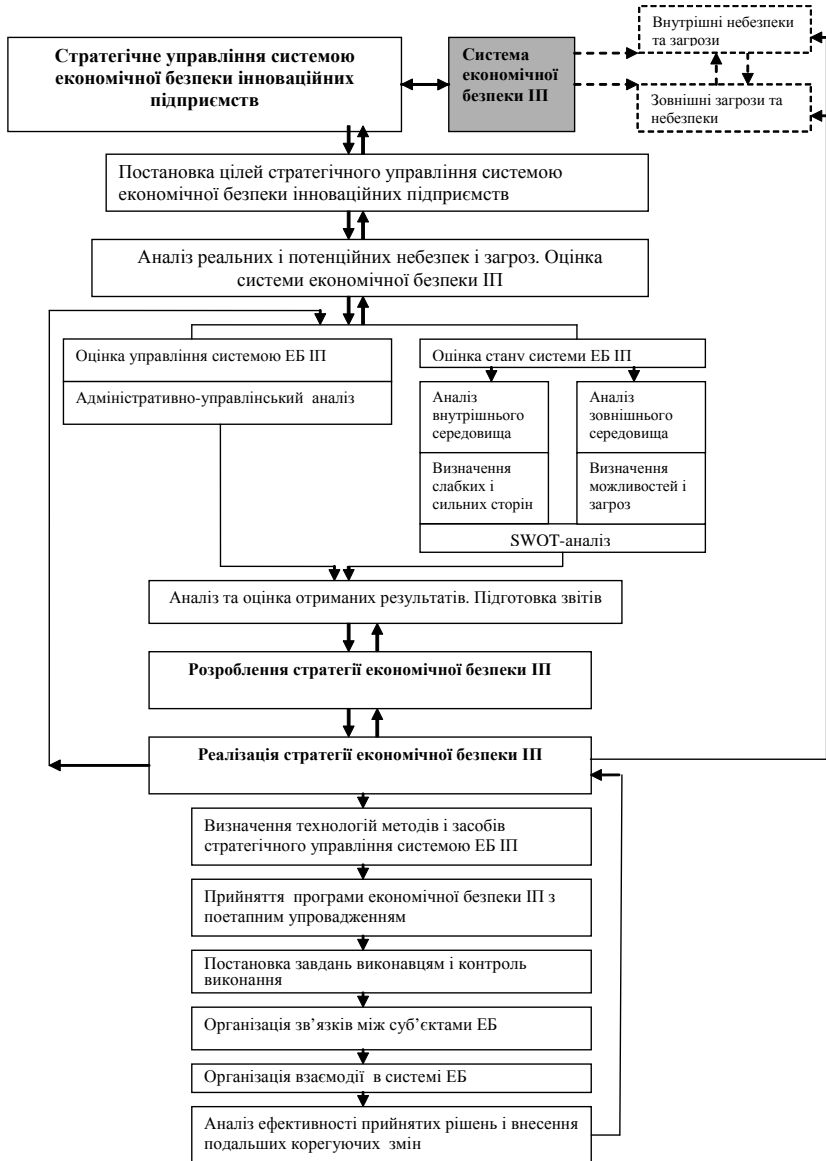 Стратегічне управління системою
економічної безпеки інноваційних
підприємств
Система
економічної
безпеки ІП
Внутрішні небезпеки
та загрози
Зовнішні загрози та
небезпеки
Постановка цілей стратегічного управління системою
економічної безпеки інноваційних підприємств
Аналіз реальних і потенційних небезпек і загроз. Оцінка
системи економічної безпеки ІП
Оцінка управління системою ЕБ ІП
Адміністративно-управлінський аналіз
Оцінка стану системи ЕБ ІП
Аналіз
внутрішнього
середовища
Визначення
слабких і
сильних сторін
Аналіз
зовнішнього
середовища
Визначення
можливостей і
загроз
SWOT-аналіз
Аналіз та оцінка отриманих результатів. Підготовка звітів
Розроблення стратегії економічної безпеки ІП
Реалізація стратегії економічної безпеки ІП
Визначення технологій методів і засобів
стратегічного управління системою ЕБ ІП
Прийняття програми економічної безпеки ІП з
поетапним упровадженням
Постановка завдань виконавцям і контроль
виконання
Організація зв’язків між суб’єктами ЕБ
Організація взаємодії в системі ЕБ
Аналіз ефективності прийнятих рішень і внесення
подальших корегуючих змін